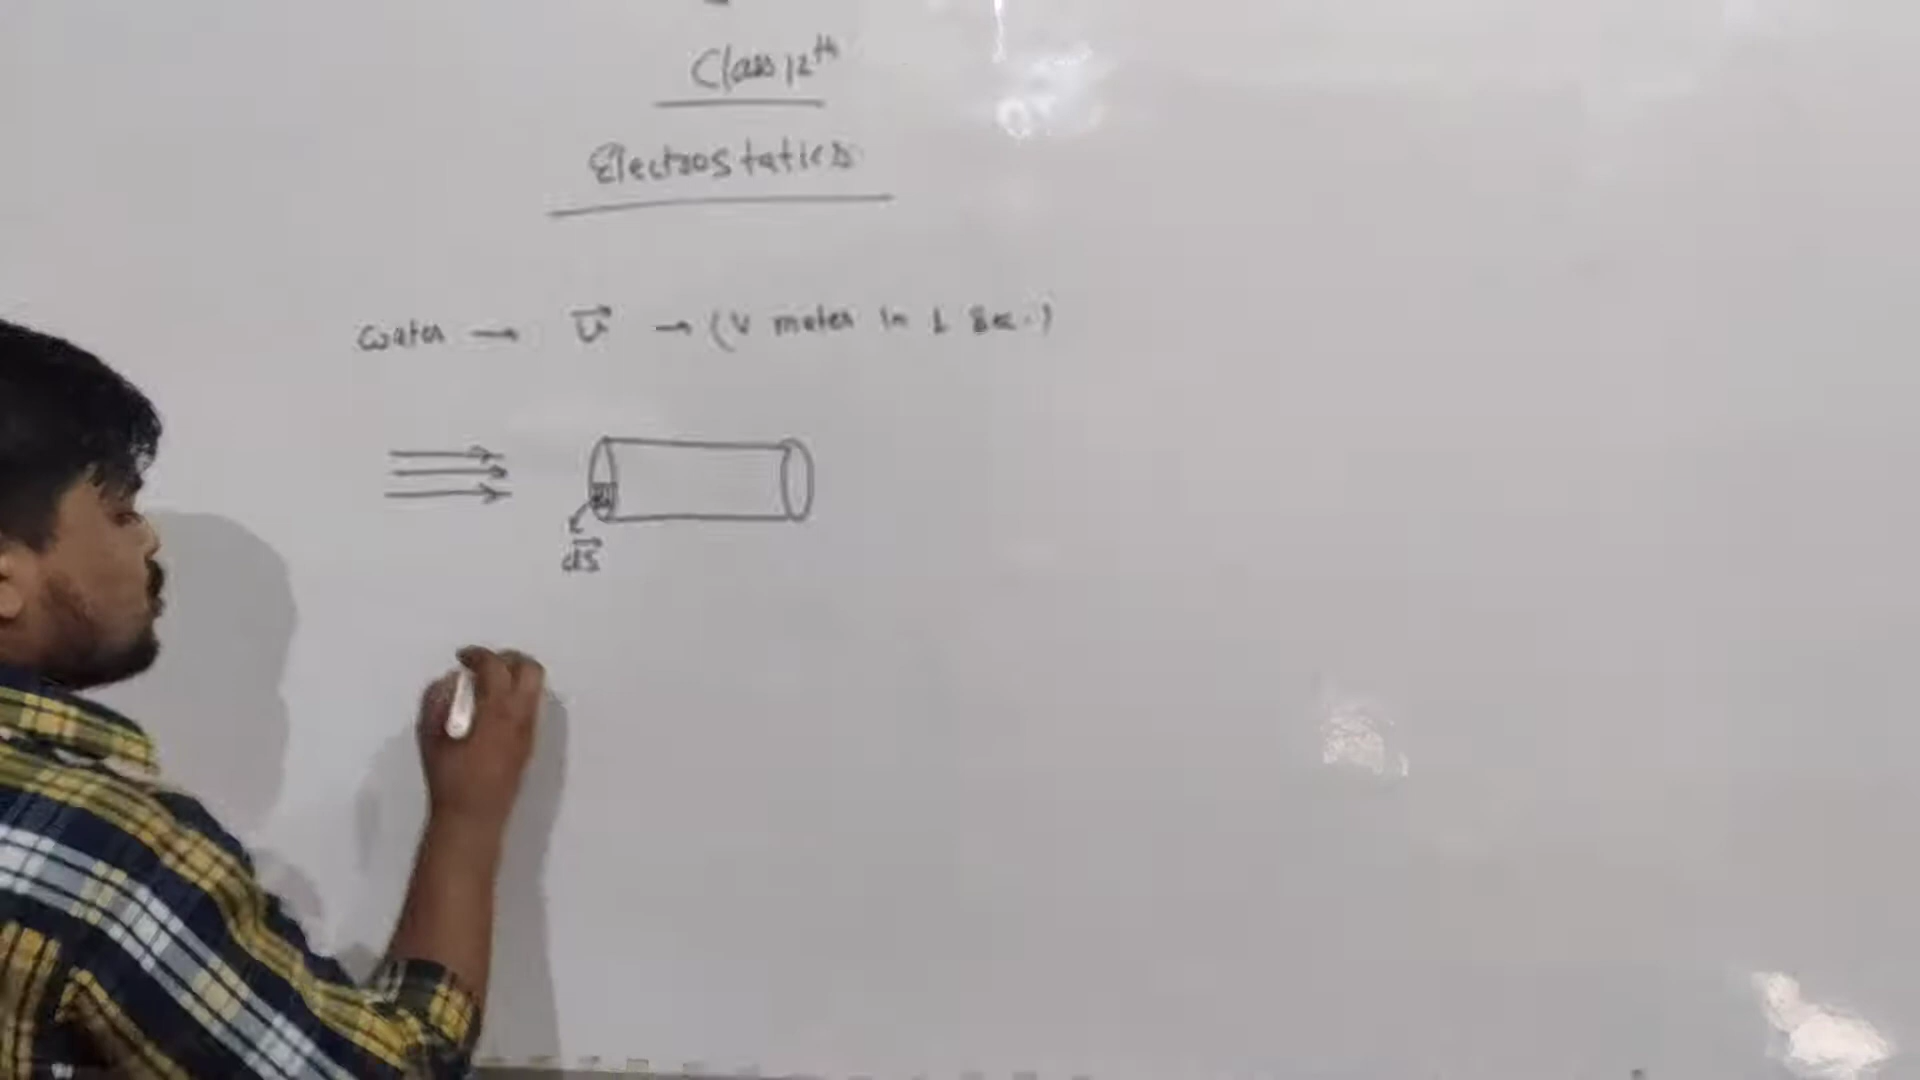 Class 12th
Electrostatics
water → v⃗ → (v meter in 1 Sec.)
ds⃗